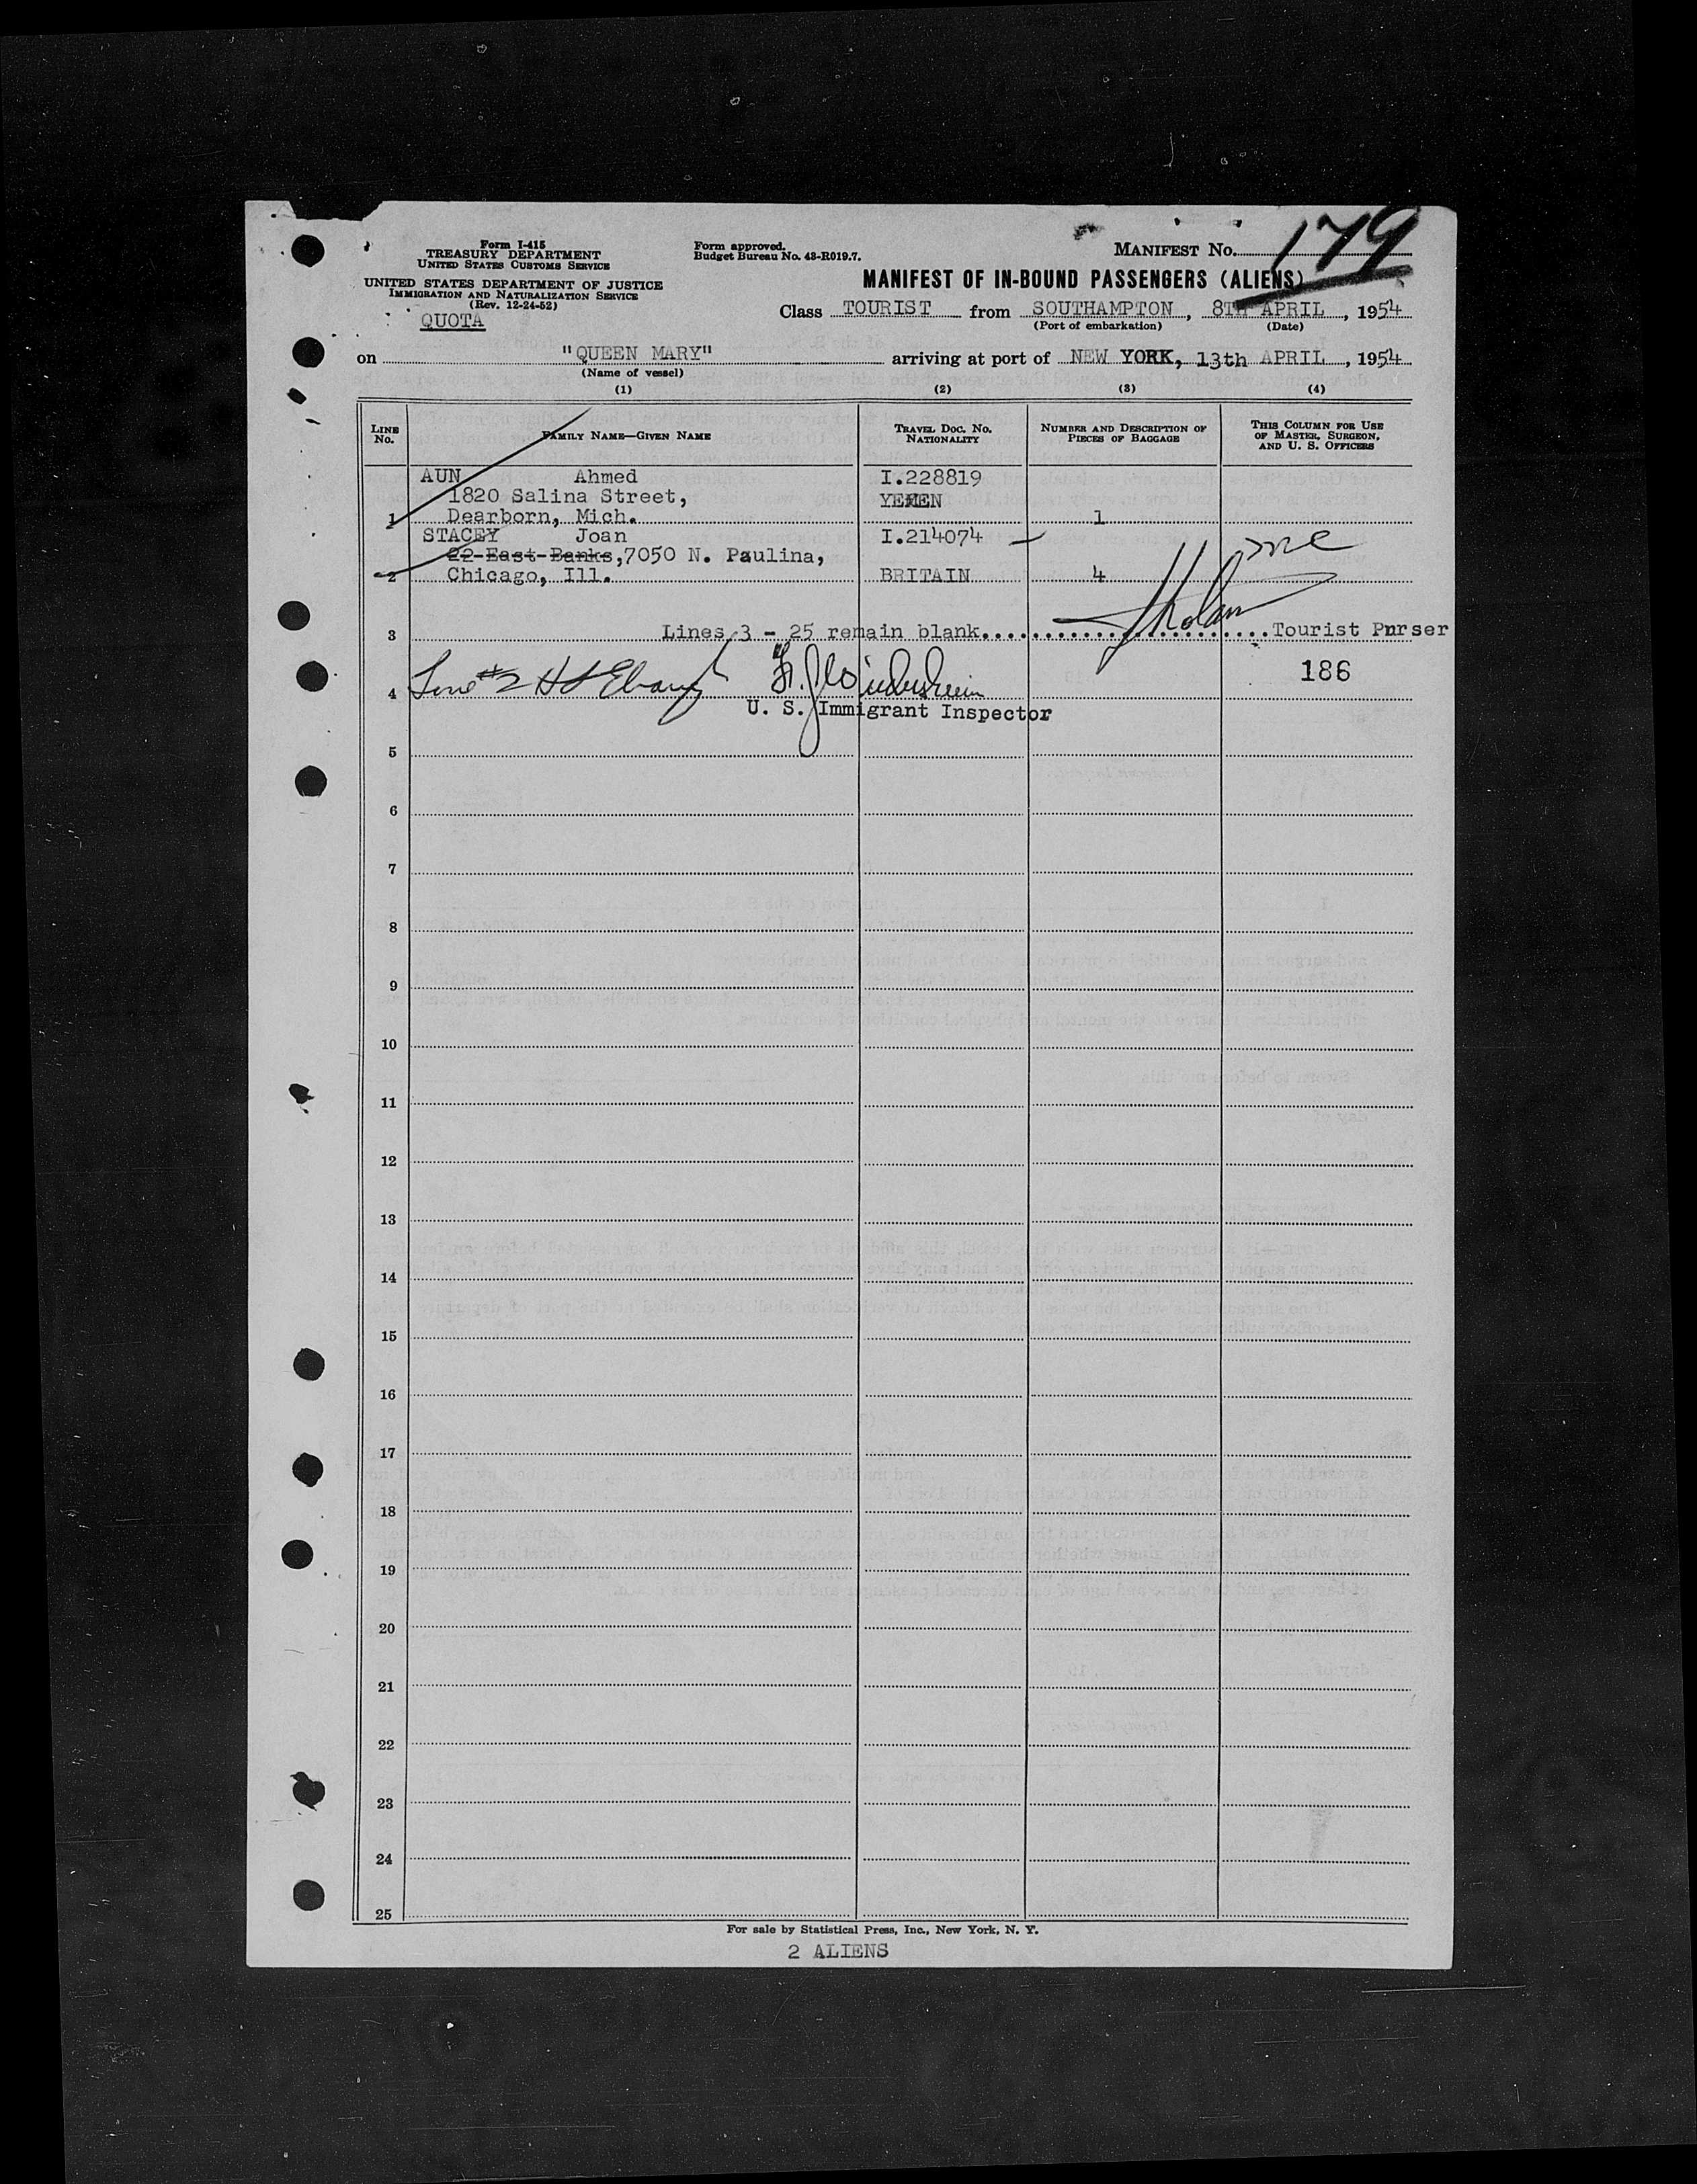 Form I-415
TREASURY DEPARTMENT
UNITED STATES CUSTOMS SERVICE
UNITED STATES DEPARTMENT OF JUSTICE
IMMIGRATION AND NATURALIZATION SERVICE
(Rev. 12-24-52)
QUOTA
Form approved.
Budget Bureau No. 43-R019.7.
MANIFEST No. 179
MANIFEST OF IN-BOUND PASSENGERS (ALIENS)
Class TOURIST from SOUTHAMPTON, 8TH APRIL, 1954
(Port of embarkation) (Date)
on "QUEEN MARY" arriving at port of NEW YORK, 13th APRIL, 1954
(Name of vessel)
(1) (2) (3) (4)
LINE No. FAMILY NAME—GIVEN NAME TRAVEL DOC. NO. NATIONALITY NUMBER AND DESCRIPTION OF PIECES OF BAGGAGE THIS COLUMN FOR USE OF MASTER, SURGEON, AND U. S. OFFICERS
AUN Ahmed I.228819
1820 Salina Street, YEMEN
1 Dearborn, Mich. 1
STACEY Joan I.214074
22 East Banks, 7050 N. Paulina,
2 Chicago, Ill. BRITAIN 4
3 Lines 3 - 25 remain blank. Tourist Purser
4 Line #2 186
U. S. Immigrant Inspector
5
6
7
8
9
10
11
12
13
14
15
16
17
18
19
20
21
22
23
24
25
For sale by Statistical Press, Inc., New York, N. Y.
2 ALIENS